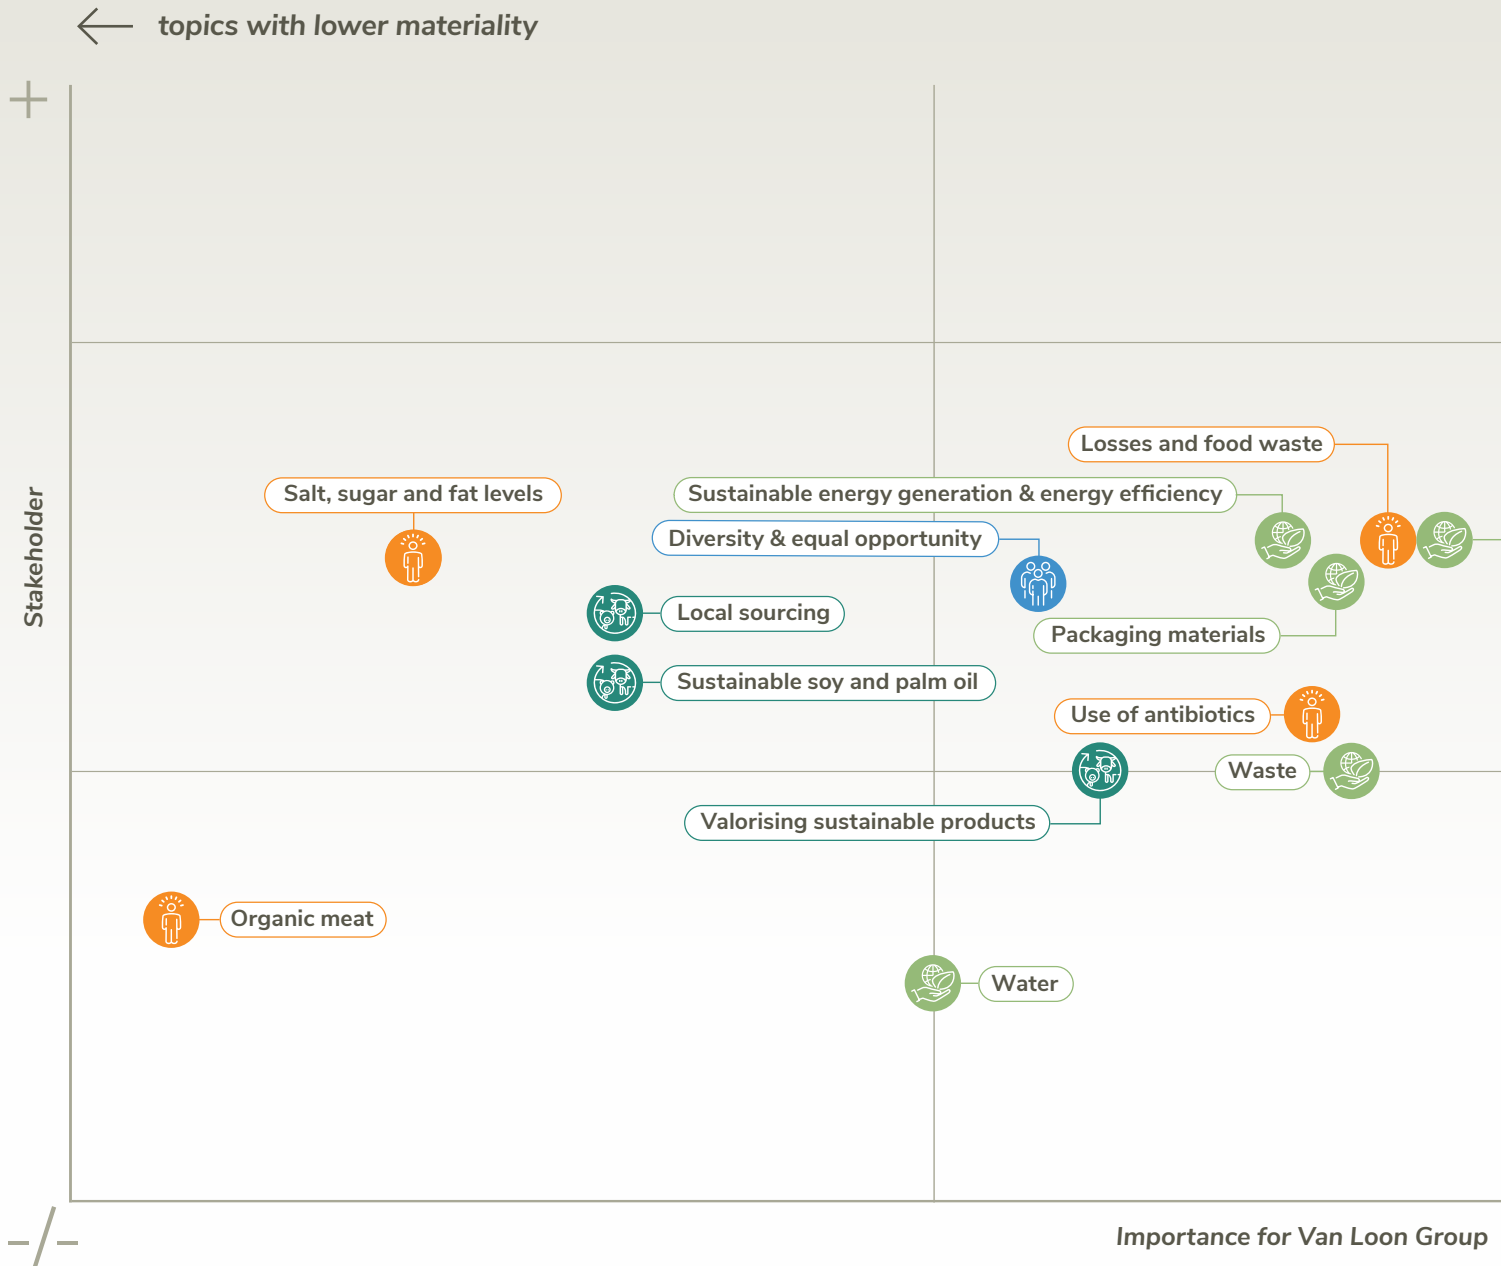 topics with lower materiality
Stakeholder
Losses and food waste
Salt, sugar and fat levels
Sustainable energy generation & energy efficiency
Diversity & equal opportunity
Local sourcing
Packaging materials
Sustainable soy and palm oil
Use of antibiotics
Waste
Valorising sustainable products
Organic meat
Water
Importance for Van Loon Group